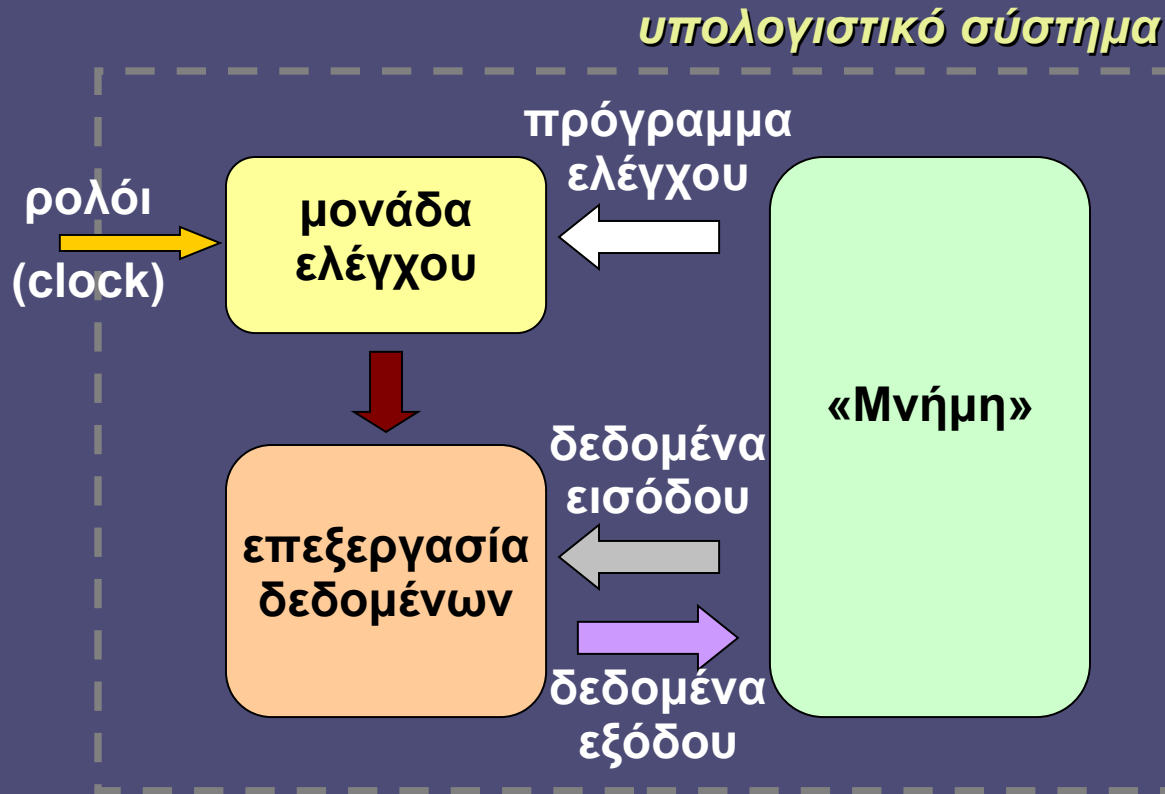 υπολογιστικό σύστημα
πρόγραμμα
ελέγχου
ρολόι
(clock)
μονάδα
ελέγχου
«Μνήμη»
δεδομένα
εισόδου
επεξεργασία
δεδομένων
δεδομένα
εξόδου